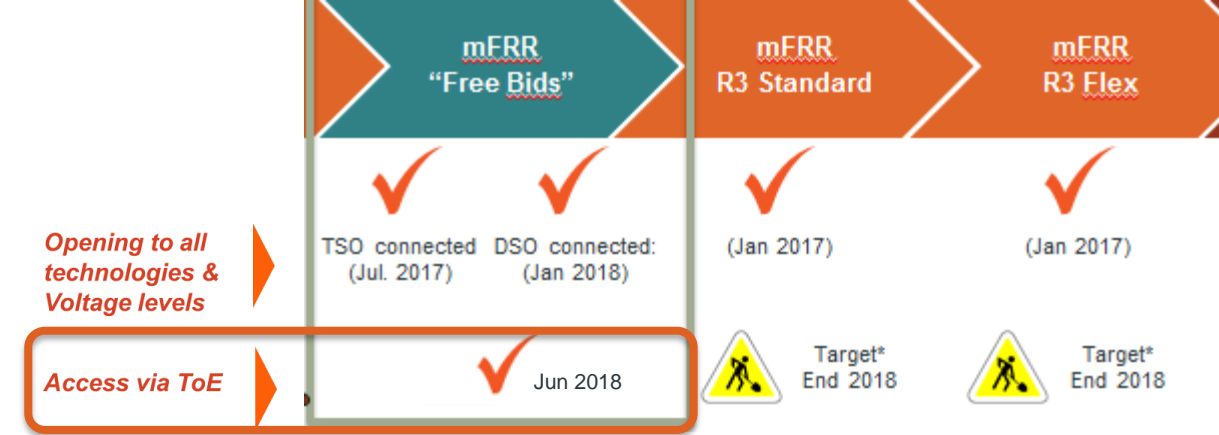 mFRR
“Free Bids”
mFRR
R3 Standard
mFRR
R3 Flex
Opening to all
technologies &
Voltage levels
TSO connected
(Jul. 2017)
DSO connected:
(Jan 2018)
(Jan 2017)
(Jan 2017)
Access via ToE
Jun 2018
Target*
End 2018
Target*
End 2018